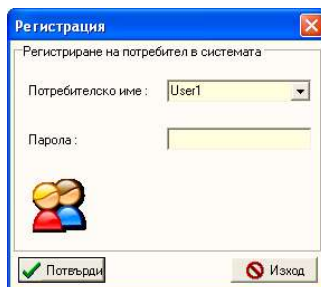 Регистрация
Регистриране на потребител в системата
Потребителско име : User1
Парола :
Потвърди Изход